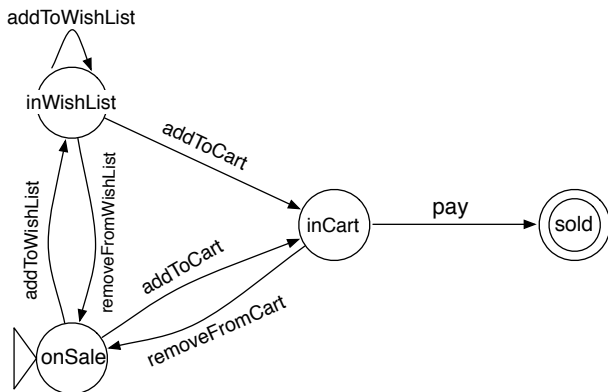 addToWishList
inWishList
addToCart
addToWishList
removeFromWishList
inCart
pay
sold
addToCart
removeFromCart
onSale